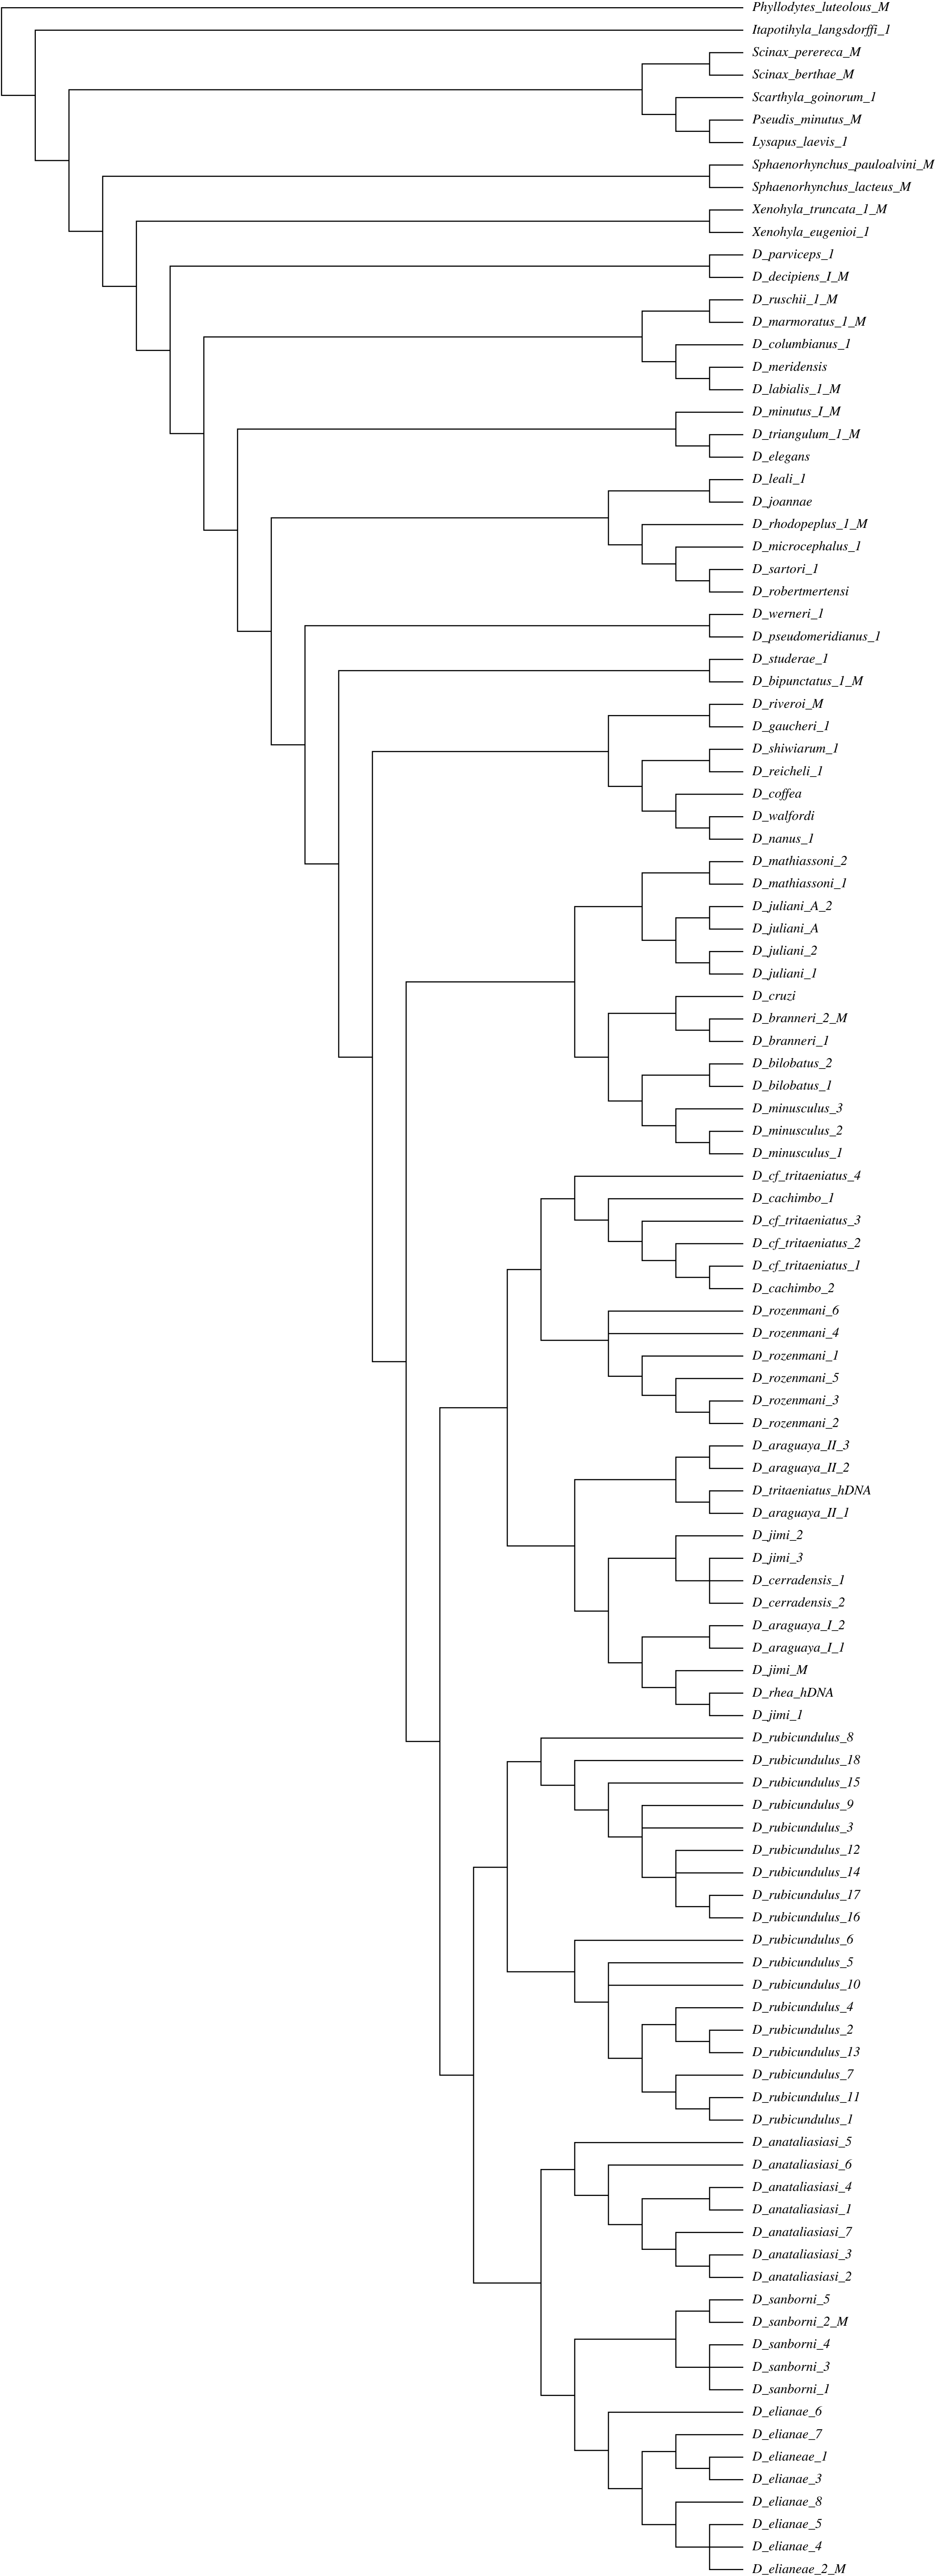 Phyllodytes_luteolous_M
Itapotihyla_langsdorffi_1
Scinax_perereca_M
Scinax_berthae_M
Scarthyla_goinorum_1
Pseudis_minutus_M
Lysapus_laevis_1
Sphaenorhynchus_pauloalvini_M
Sphaenorhynchus_lacteus_M
Xenohyla_truncata_1_M
Xenohyla_eugenioi_1
D_parviceps_1
D_decipiens_I_M
D_ruschii_1_M
D_marmoratus_1_M
D_columbianus_1
D_meridensis
D_labialis_1_M
D_minutus_I_M
D_triangulum_1_M
D_elegans
D_leali_1
D_joannae
D_rhodopeplus_1_M
D_microcephalus_1
D_sartori_1
D_robertmertensi
D_werneri_1
D_pseudomeridianus_1
D_studerae_1
D_bipunctatus_1_M
D_riveroi_M
D_gaucheri_1
D_shiwiarum_1
D_reicheli_1
D_coffea
D_walfordi
D_nanus_1
D_mathiassoni_2
D_mathiassoni_1
D_juliani_A_2
D_juliani_A
D_juliani_2
D_juliani_1
D_cruzi
D_branneri_2_M
D_branneri_1
D_bilobatus_2
D_bilobatus_1
D_minusculus_3
D_minusculus_2
D_minusculus_1
D_cf_tritaeniatus_4
D_cachimbo_1
D_cf_tritaeniatus_3
D_cf_tritaeniatus_2
D_cf_tritaeniatus_1
D_cachimbo_2
D_rozenmani_6
D_rozenmani_4
D_rozenmani_1
D_rozenmani_5
D_rozenmani_3
D_rozenmani_2
D_araguaya_II_3
D_araguaya_II_2
D_tritaeniatus_hDNA
D_araguaya_II_1
D_jimi_2
D_jimi_3
D_cerradensis_1
D_cerradensis_2
D_araguaya_I_2
D_araguaya_I_1
D_jimi_M
D_rhea_hDNA
D_jimi_1
D_rubicundulus_8
D_rubicundulus_18
D_rubicundulus_15
D_rubicundulus_9
D_rubicundulus_3
D_rubicundulus_12
D_rubicundulus_14
D_rubicundulus_17
D_rubicundulus_16
D_rubicundulus_6
D_rubicundulus_5
D_rubicundulus_10
D_rubicundulus_4
D_rubicundulus_2
D_rubicundulus_13
D_rubicundulus_7
D_rubicundulus_11
D_rubicundulus_1
D_anataliasiasi_5
D_anataliasiasi_6
D_anataliasiasi_4
D_anataliasiasi_1
D_anataliasiasi_7
D_anataliasiasi_3
D_anataliasiasi_2
D_sanborni_5
D_sanborni_2_M
D_sanborni_4
D_sanborni_3
D_sanborni_1
D_elianae_6
D_elianae_7
D_elianeae_1
D_elianae_3
D_elianae_8
D_elianae_5
D_elianae_4
D_elianeae_2_M